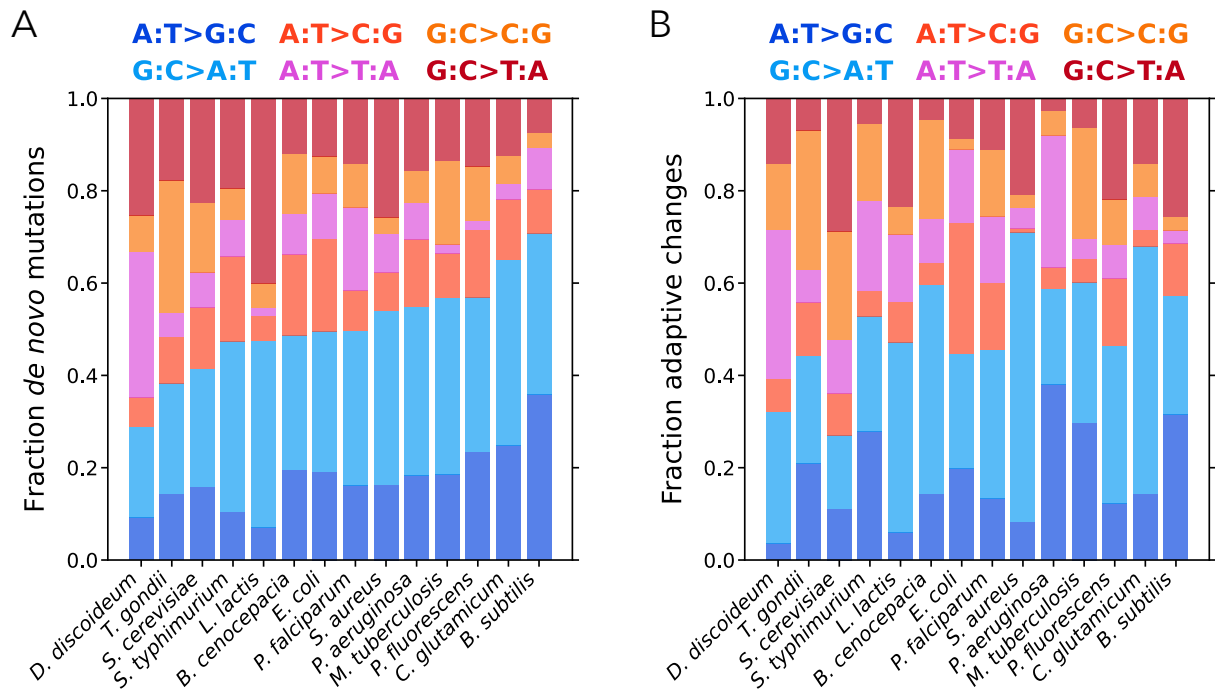 A
A:T>G:C A:T>C:G G:C>C:G
G:C>A:T A:T>T:A G:C>T:A
Fraction de novo mutations
1.0
0.8
0.6
0.4
0.2
0.0
D. discoideum
T. gondii
S. cerevisiae
S. typhimurium
L. lactis
B. cenocepacia
E. coli
P. falciparum
S. aureus
P. aeruginosa
M. tuberculosis
P. fluorescens
C. glutamicum
B. subtilis
B
A:T>G:C A:T>C:G G:C>C:G
G:C>A:T A:T>T:A G:C>T:A
Fraction adaptive changes
1.0
0.8
0.6
0.4
0.2
0.0
D. discoideum
T. gondii
S. cerevisiae
S. typhimurium
L. lactis
B. cenocepacia
E. coli
P. falciparum
S. aureus
P. aeruginosa
M. tuberculosis
P. fluorescens
C. glutamicum
B. subtilis